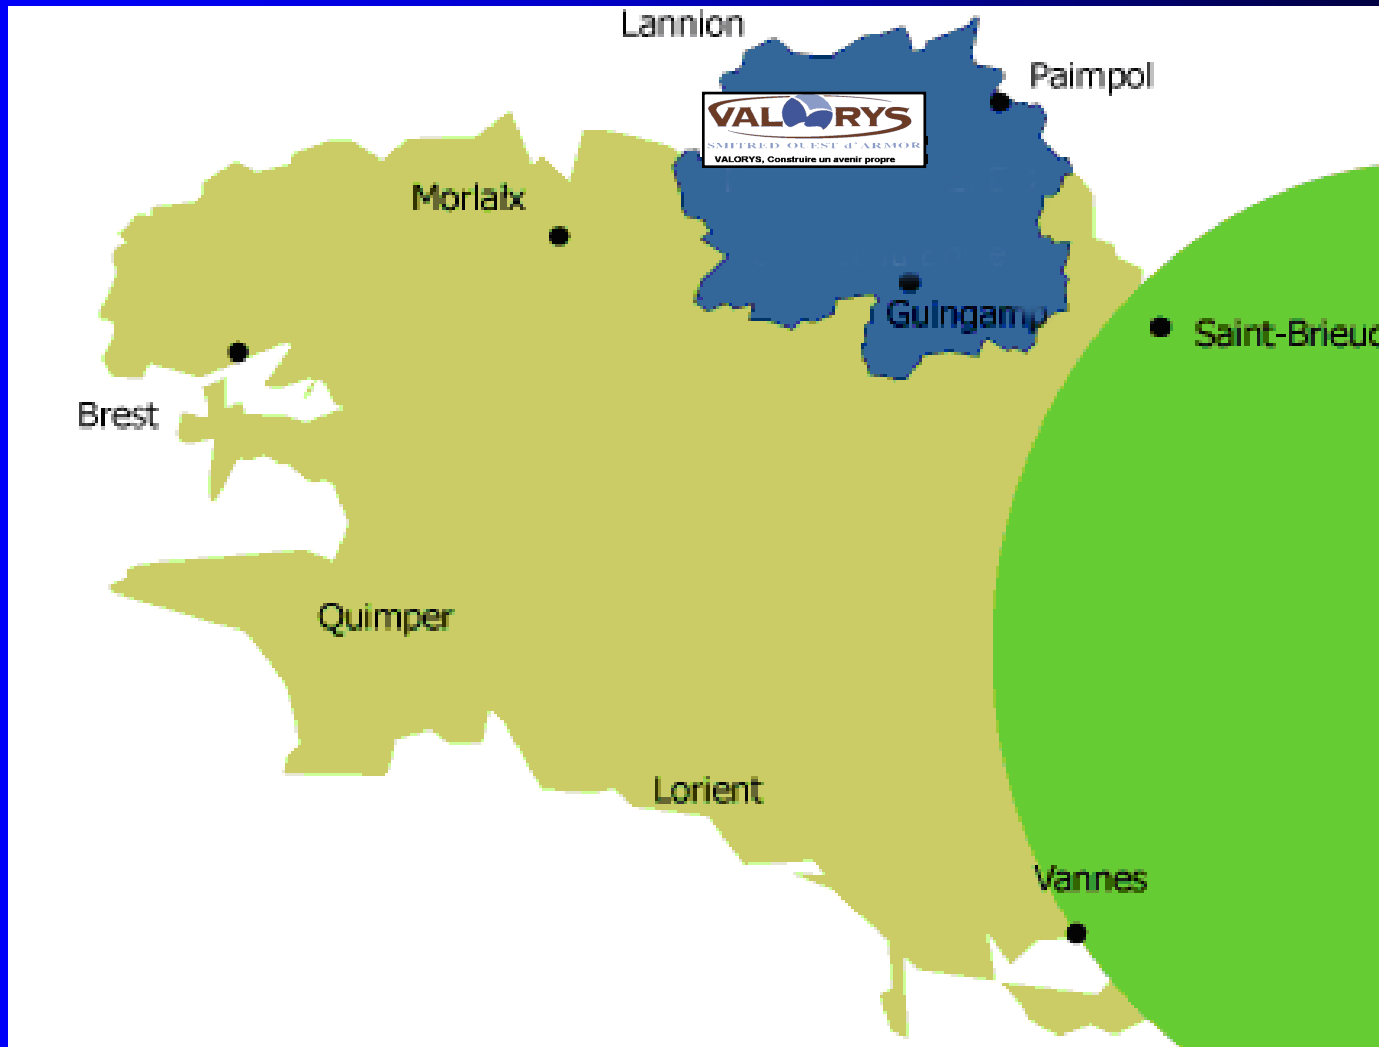 Lannion
Paimpol
VALORYS
SMITRED OUEST d'ARMOR
VALORYS, Construire un avenir propre
Morlaix
Guingamp
Saint-Brieuc
Brest
Quimper
Lorient
Vannes